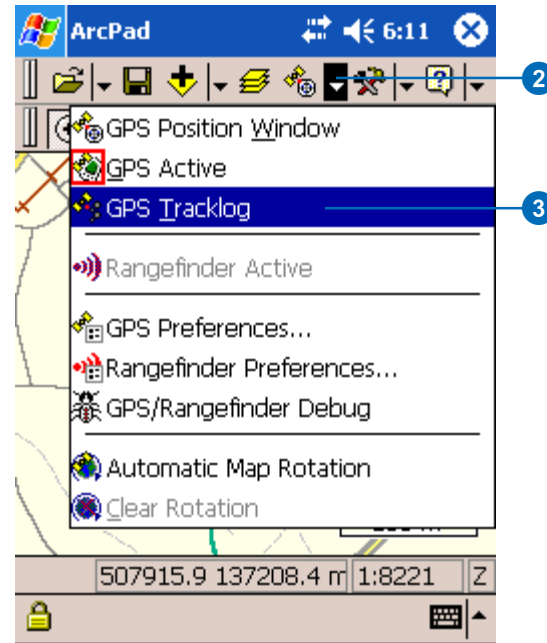 ArcPad 6:11
2
GPS Position Window
GPS Active
GPS Tracklog
3
Rangefinder Active
GPS Preferences...
Rangefinder Preferences...
GPS/Rangefinder Debug
Automatic Map Rotation
Clear Rotation
507915.9 137208.4 m 1:8221 Z